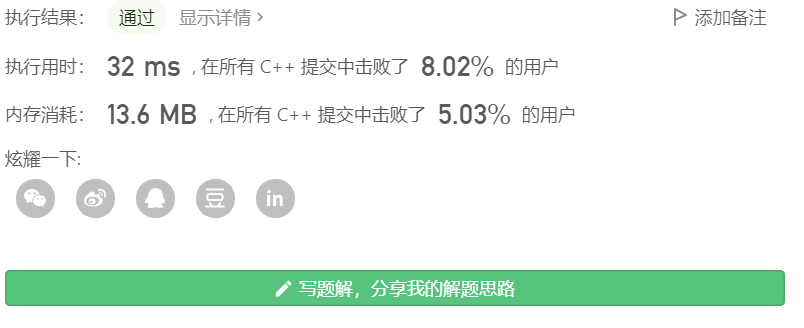 执行结果： 通过 显示详情 › 添加备注
执行用时： 32 ms , 在所有 C++ 提交中击败了 8.02% 的用户
内存消耗： 13.6 MB , 在所有 C++ 提交中击败了 5.03% 的用户
炫耀一下:
豆 in
写题解，分享我的解题思路